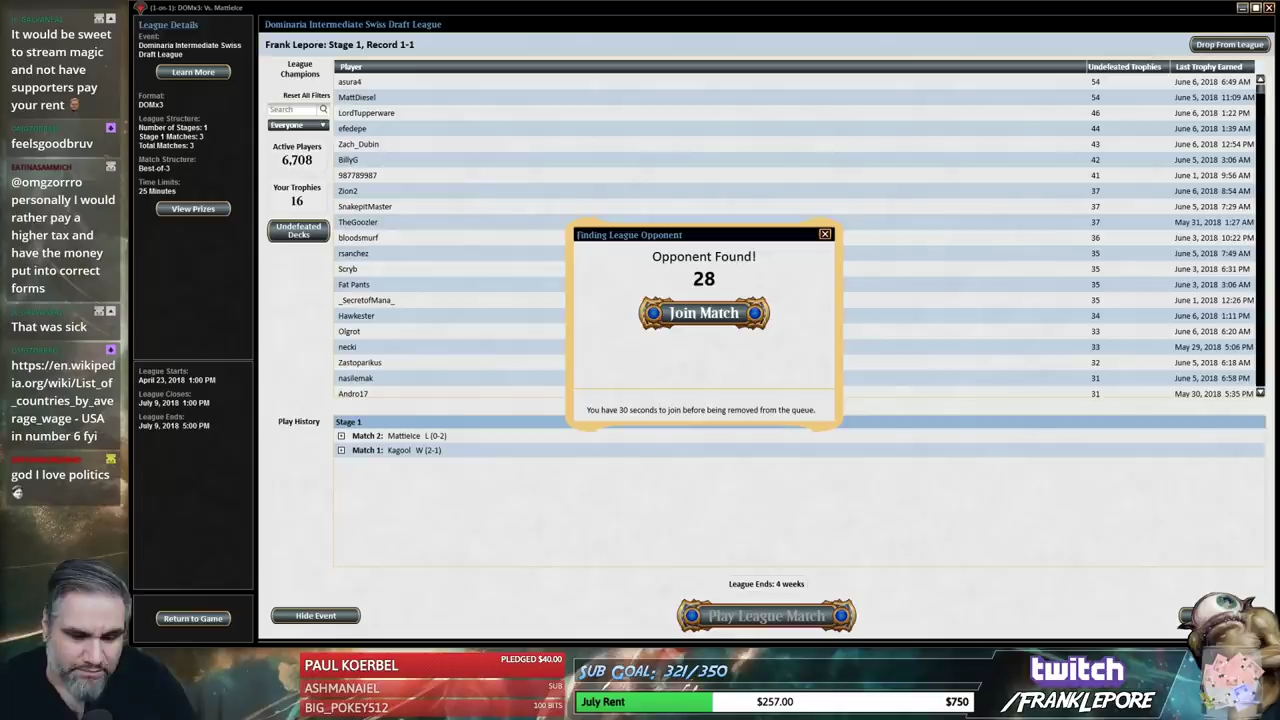 It would be sweet
to stream magic
and not have
supporters pay
your rent
feelsgoodbruv
EATINASAMMICH
@omgzorrro
personally I would
rather pay a
higher tax and
have the money
put into correct
forms
That was sick
https://en.wikiped
ia.org/wiki/List_of
_countries_by_ave
rage_wage - USA
in number 6 fyi
god I love politics
(1-on-1): DOMx3: Vs. MattIeIce
League Details
Event:
Dominaria Intermediate Swiss
Draft League
Learn More
Format:
DOMx3
League Structure:
Number of Stages: 1
Stage 1 Matches: 3
Total Matches: 3
Match Structure:
Best-of-3
Time Limits:
25 Minutes
View Prizes
League Starts:
April 23, 2018 1:00 PM
League Closes:
July 9, 2018 1:00 PM
League Ends:
July 9, 2018 5:00 PM
Return to Game
Dominaria Intermediate Swiss Draft League
Frank Lepore: Stage 1, Record 1-1
Drop From League
League
Champions
Reset All Filters
Search
Everyone
Active Players
6,708
Your Trophies
16
Undefeated
Decks
Player Undefeated Trophies Last Trophy Earned
asura4 54 June 6, 2018 6:49 AM
MattDiesel 54 June 5, 2018 11:09 AM
LordTupperware 46 June 6, 2018 1:22 PM
efedepe 44 June 6, 2018 1:39 AM
Zach_Dubin 43 June 6, 2018 12:54 PM
BillyG 42 June 5, 2018 3:06 AM
987789987 41 June 1, 2018 9:56 AM
Zion2 37 June 6, 2018 8:54 AM
SnakepitMaster 37 June 5, 2018 7:29 AM
TheGoozler 37 May 31, 2018 1:27 AM
bloodsmurf 36 June 3, 2018 10:22 PM
rsanchez 35 June 5, 2018 7:49 AM
Scryb 35 June 3, 2018 6:31 PM
Fat Pants 35 June 3, 2018 3:06 AM
_SecretofMana_ 35 June 1, 2018 12:26 PM
Hawkester 34 June 6, 2018 1:11 PM
Olgrot 33 June 6, 2018 6:20 AM
necki 33 May 29, 2018 5:06 PM
Zastoparikus 32 June 5, 2018 6:18 AM
nasilemak 31 June 5, 2018 6:58 PM
Andro17 31 May 30, 2018 5:35 PM
Finding League Opponent
Opponent Found!
28
Join Match
You have 30 seconds to join before being removed from the queue.
Play History
Stage 1
Match 2: MattIeIce L (0-2)
Match 1: Kagool W (2-1)
League Ends: 4 weeks
Hide Event
Play League Match
PAUL KOERBEL PLEDGED $40.00
ASHMANAIEL SUB
BIG_POKEY512 100 BITS
SUB GOAL: 321/350
July Rent $257.00 $750
twitch
/FRANKLEPORE